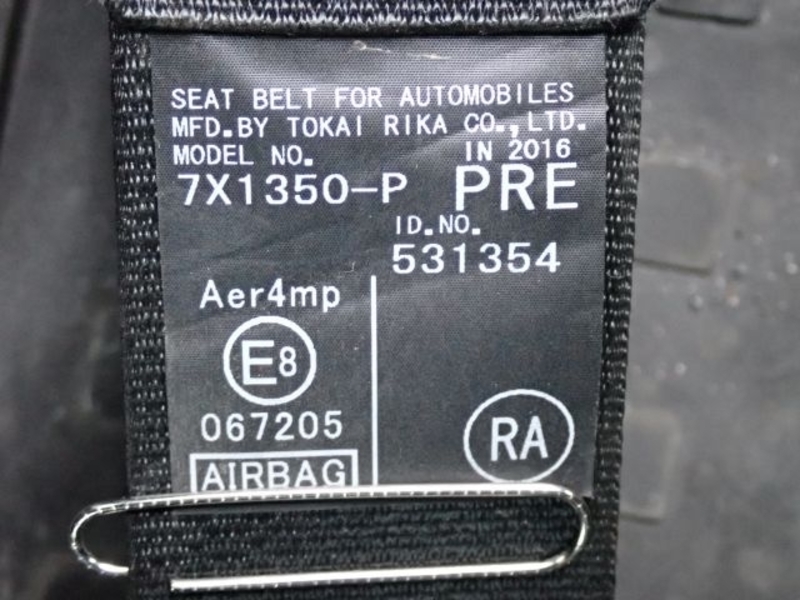 SEAT BELT FOR AUTOMOBILES
MFD.BY TOKAI RIKA CO.,LTD.
MODEL NO. IN 2016
7X1350-P PRE
ID.NO.
531354
Aer4mp
E8
067205
RA
AIRBAG